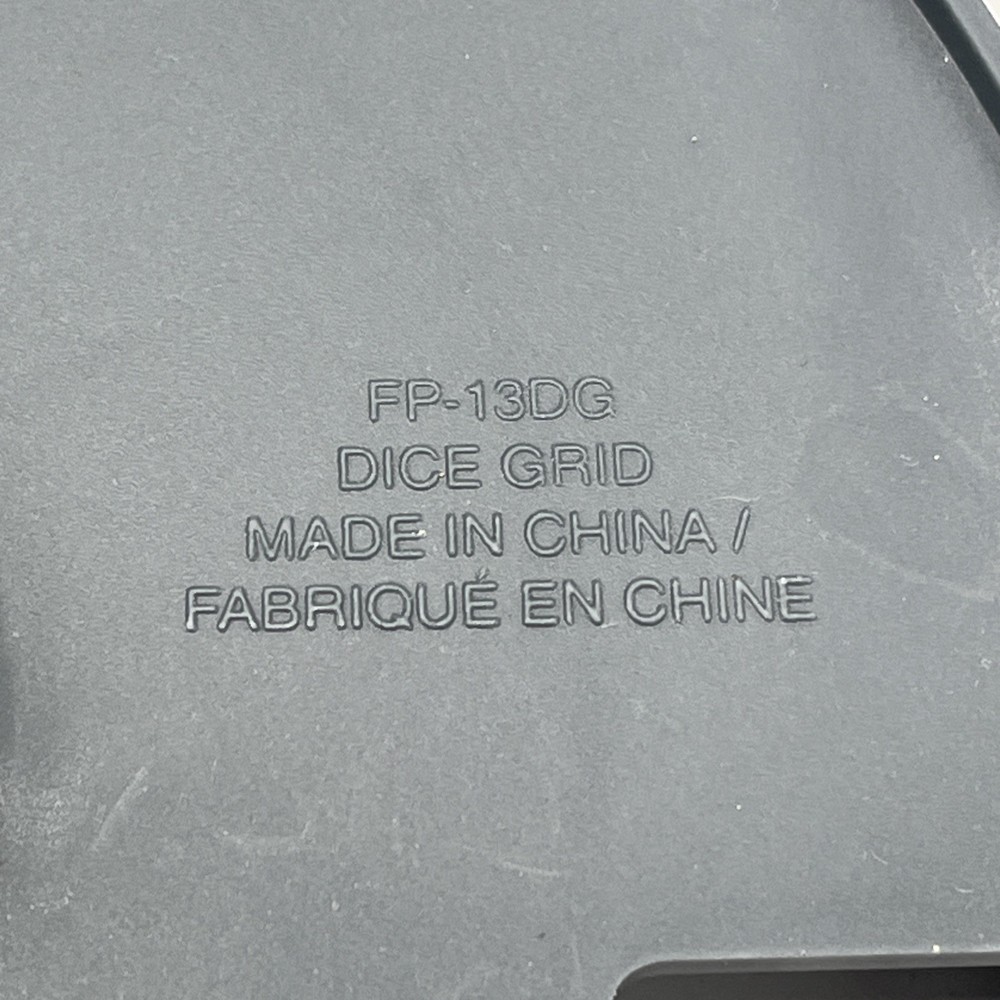 FP-13DG
DICE GRID
MADE IN CHINA /
FABRIQUÉ EN CHINE